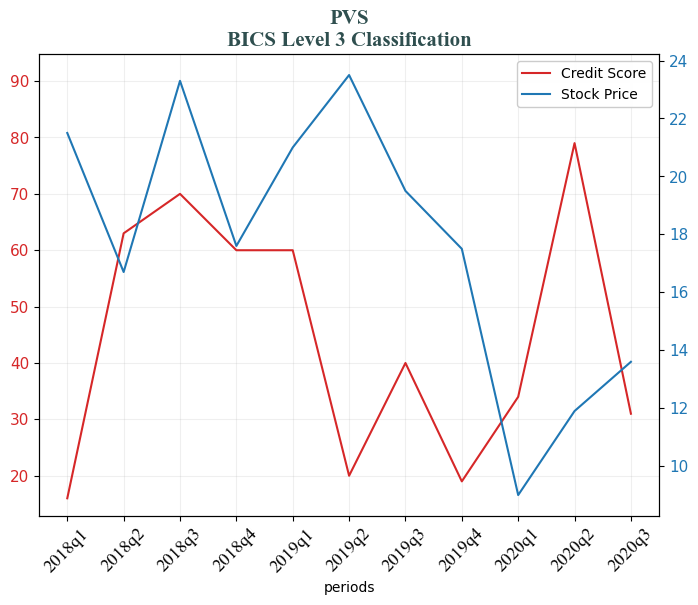 PVS
BICS Level 3 Classification
Credit Score
Stock Price
90
80
70
60
50
40
30
20
24
22
20
18
16
14
12
10
2018q1
2018q2
2018q3
2018q4
2019q1
2019q2
2019q3
2019q4
2020q1
2020q2
2020q3
periods